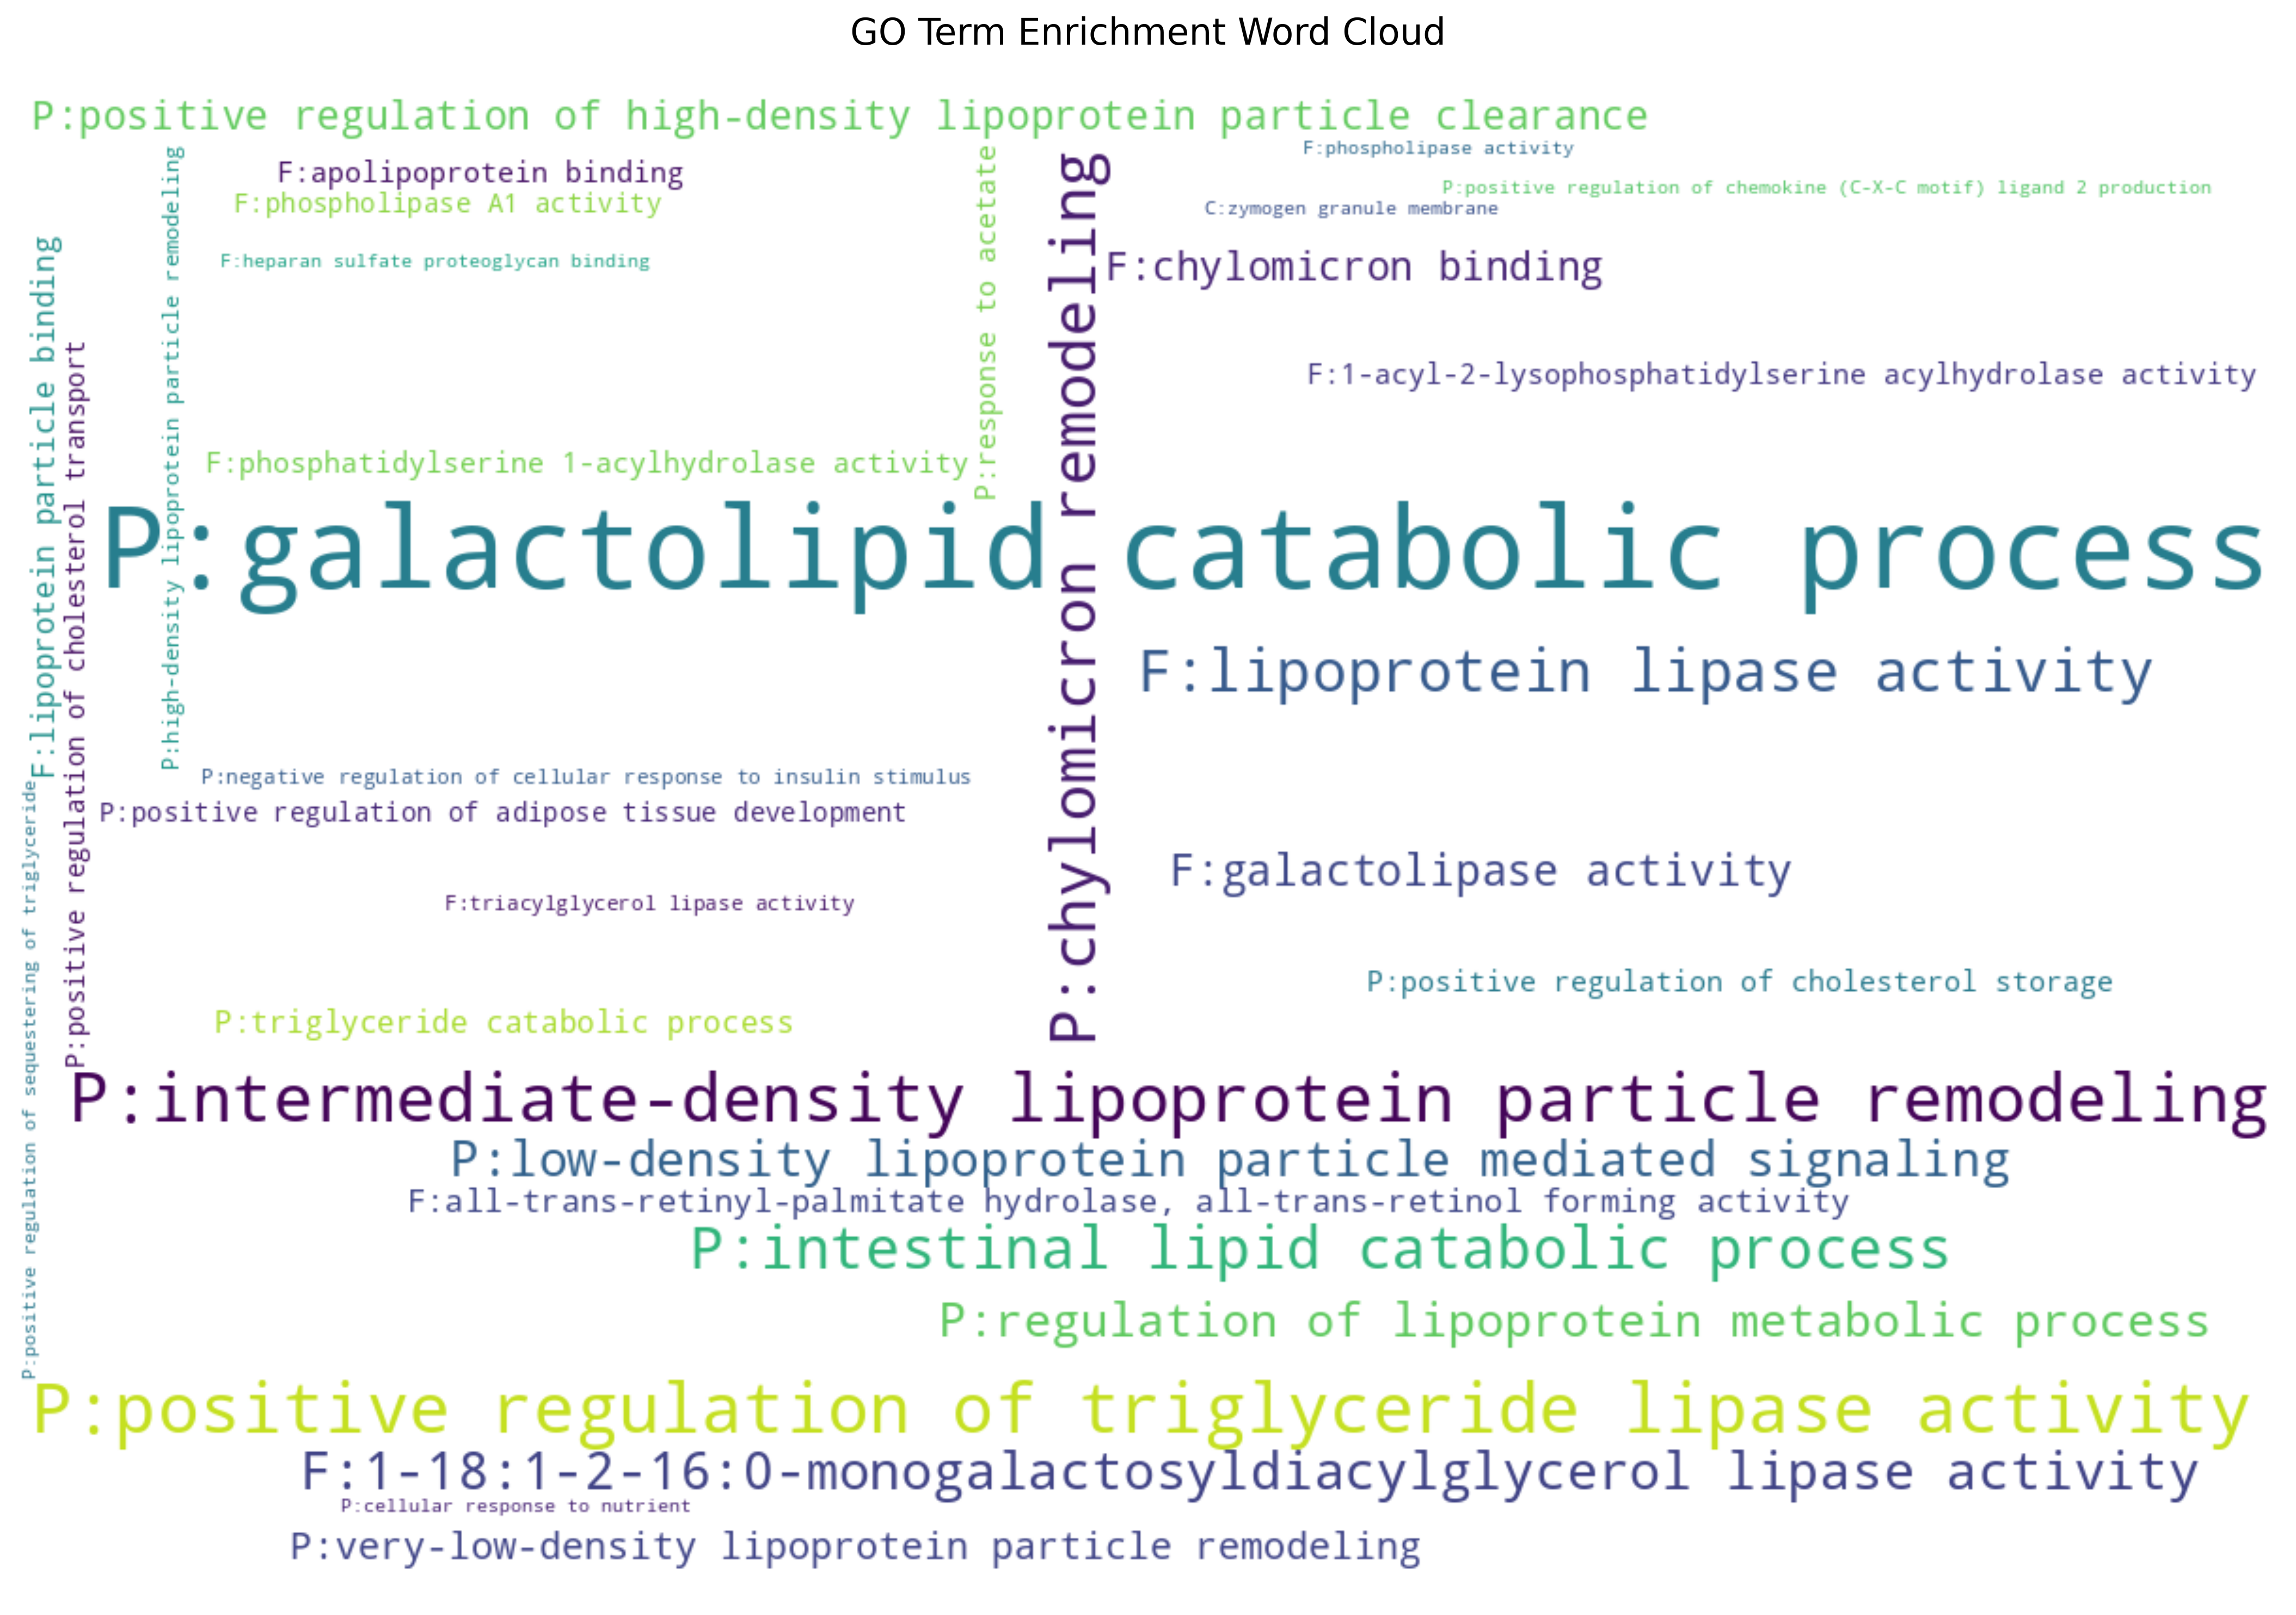 GO Term Enrichment Word Cloud
P:positive regulation of high-density lipoprotein particle clearance
F:phospholipase activity
F:apolipoprotein binding
P:positive regulation of chemokine (C-X-C motif) ligand 2 production
F:phospholipase A1 activity
C:zymogen granule membrane
F:heparan sulfate proteoglycan binding
F:chylomicron binding
P:high-density lipoprotein particle remodeling
P:response to acetate
P:chylomicron remodeling
F:lipoprotein particle binding
P:positive regulation of cholesterol transport
F:1-acyl-2-lysophosphatidylserine acylhydrolase activity
F:phosphatidylserine 1-acylhydrolase activity
P:galactolipid catabolic process
F:lipoprotein lipase activity
P:negative regulation of cellular response to insulin stimulus
P:positive regulation of adipose tissue development
F:galactolipase activity
F:triacylglycerol lipase activity
P:positive regulation of cholesterol storage
P:triglyceride catabolic process
P:positive regulation of sequestering of triglyceride
P:intermediate-density lipoprotein particle remodeling
P:low-density lipoprotein particle mediated signaling
F:all-trans-retinyl-palmitate hydrolase, all-trans-retinol forming activity
P:intestinal lipid catabolic process
P:regulation of lipoprotein metabolic process
P:positive regulation of triglyceride lipase activity
F:1-18:1-2-16:0-monogalactosyldiacylglycerol lipase activity
P:cellular response to nutrient
P:very-low-density lipoprotein particle remodeling